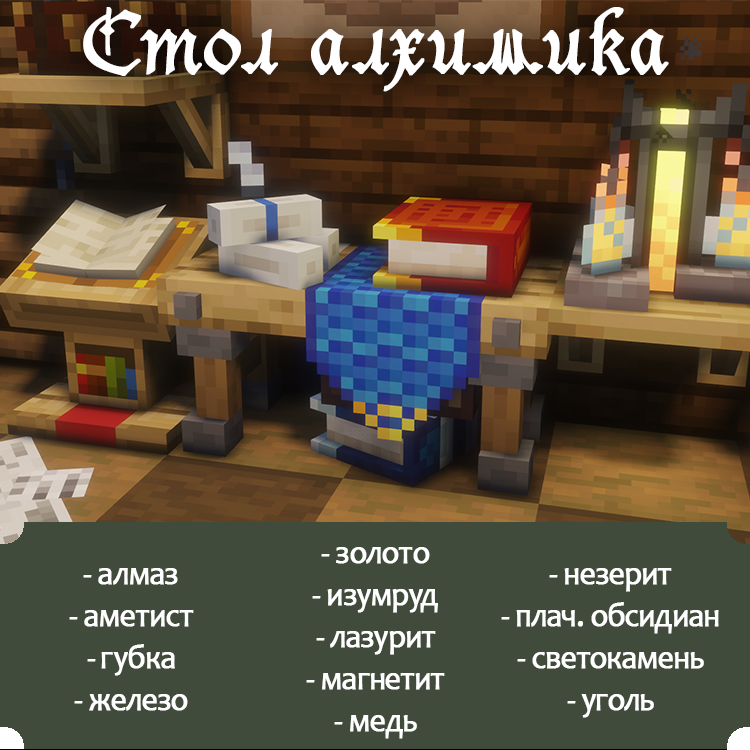 Стол алхимика
- алмаз
- аметист
- губка
- железо
- золото
- изумруд
- лазурит
- магнетит
- медь
- незерит
- плач. обсидиан
- светокамень
- уголь